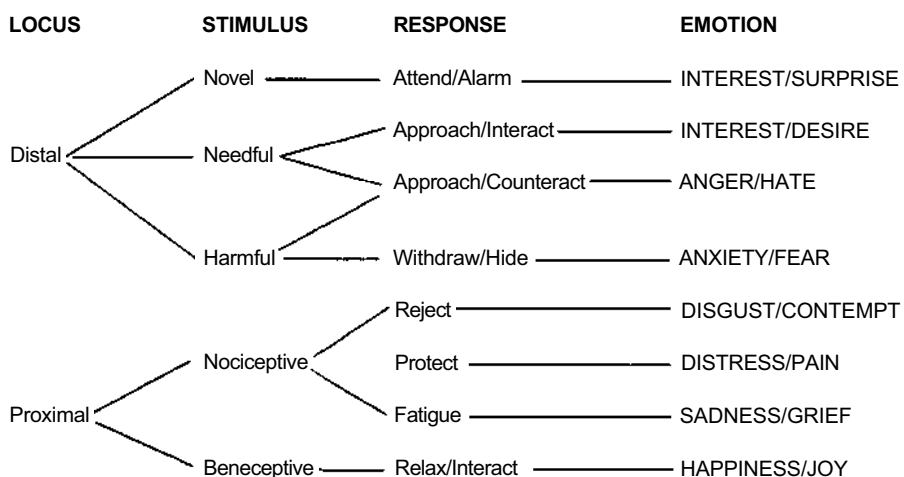 LOCUS STIMULUS RESPONSE EMOTION
Novel Attend/Alarm INTEREST/SURPRISE
Approach/Interact INTEREST/DESIRE
Distal Needful
Approach/Counteract ANGER/HATE
Harmful Withdraw/Hide ANXIETY/FEAR
Reject DISGUST/CONTEMPT
Nociceptive Protect DISTRESS/PAIN
Proximal Fatigue SADNESS/GRIEF
Beneceptive Relax/Interact HAPPINESS/JOY